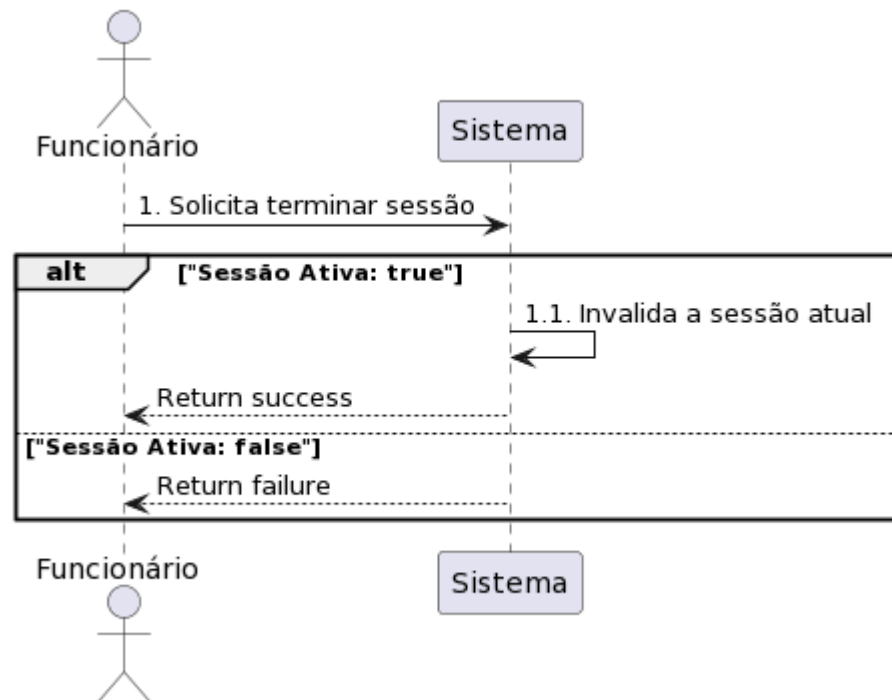 Funcionário
Sistema
1. Solicita terminar sessão
alt
["Sessão Ativa: true"]
1.1. Invalida a sessão atual
Return success
["Sessão Ativa: false"]
Return failure
Funcionário
Sistema